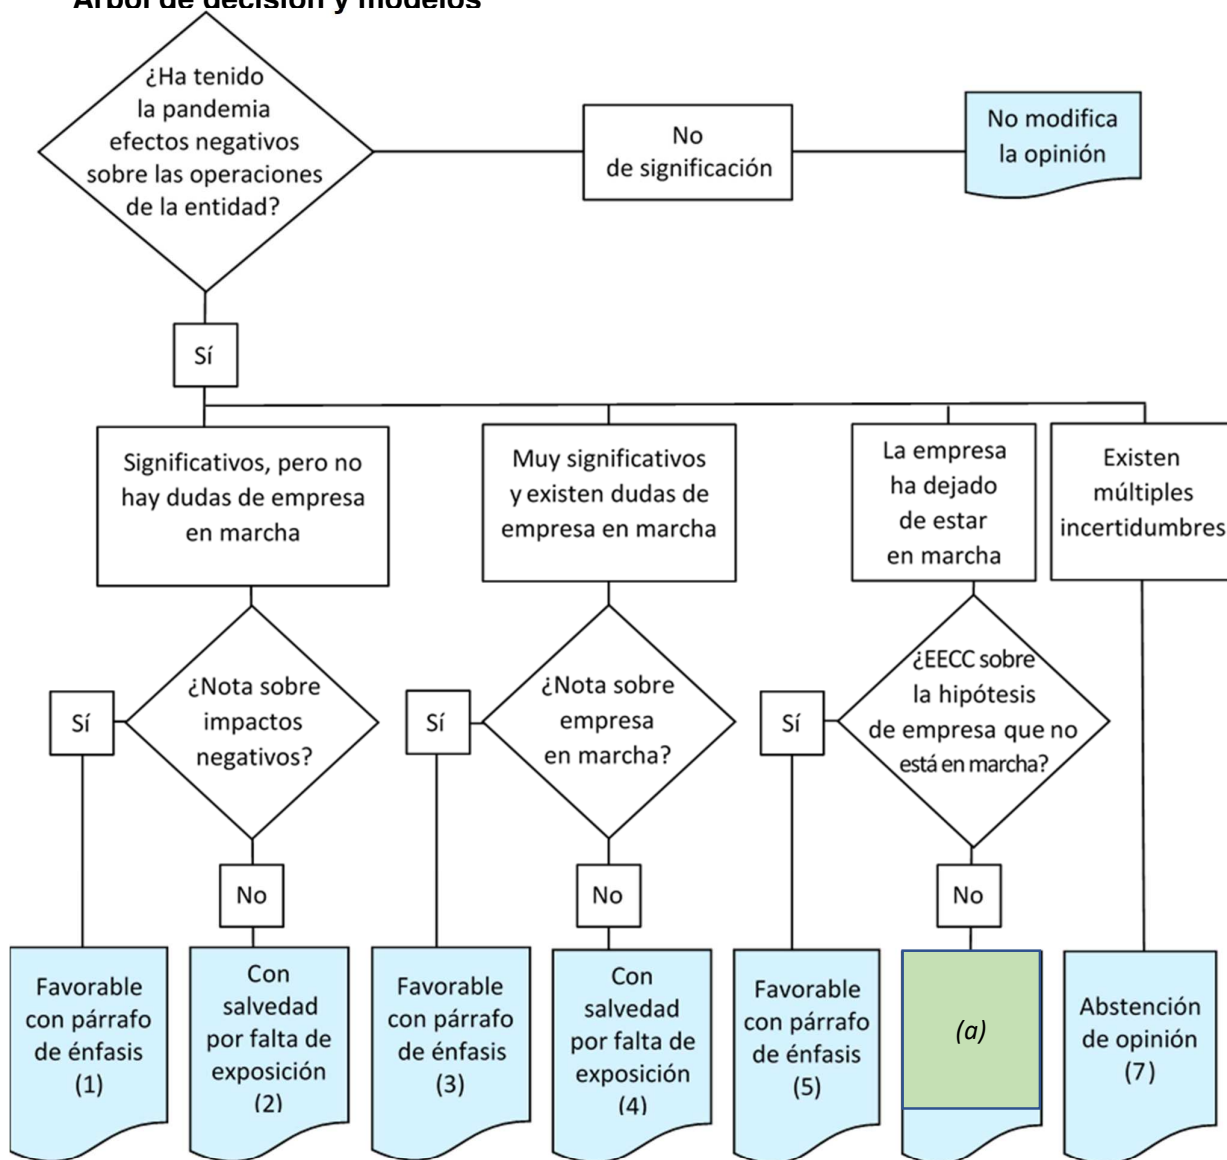 Árbol de decisión y modelos
¿Ha tenido
la pandemia
efectos negativos
sobre las operaciones
de la entidad?
No
de significación
No modifica
la opinión
Sí
Significativos, pero no
hay dudas de empresa
en marcha
Muy significativos
y existen dudas de
empresa en marcha
La empresa
ha dejado
de estar
en marcha
Existen
múltiples
incertidumbres
Sí
¿Nota sobre
impactos
negativos?
Sí
¿Nota sobre
empresa
en marcha?
Sí
¿EECC sobre
la hipótesis
de empresa que no
está en marcha?
No
No
No
Favorable
con párrafo
de énfasis
(1)
Con
salvedad
por falta de
exposición
(2)
Favorable
con párrafo
de énfasis
(3)
Con
salvedad
por falta de
exposición
(4)
Favorable
con párrafo
de énfasis
(5)
(a)
Abstención
de opinión
(7)